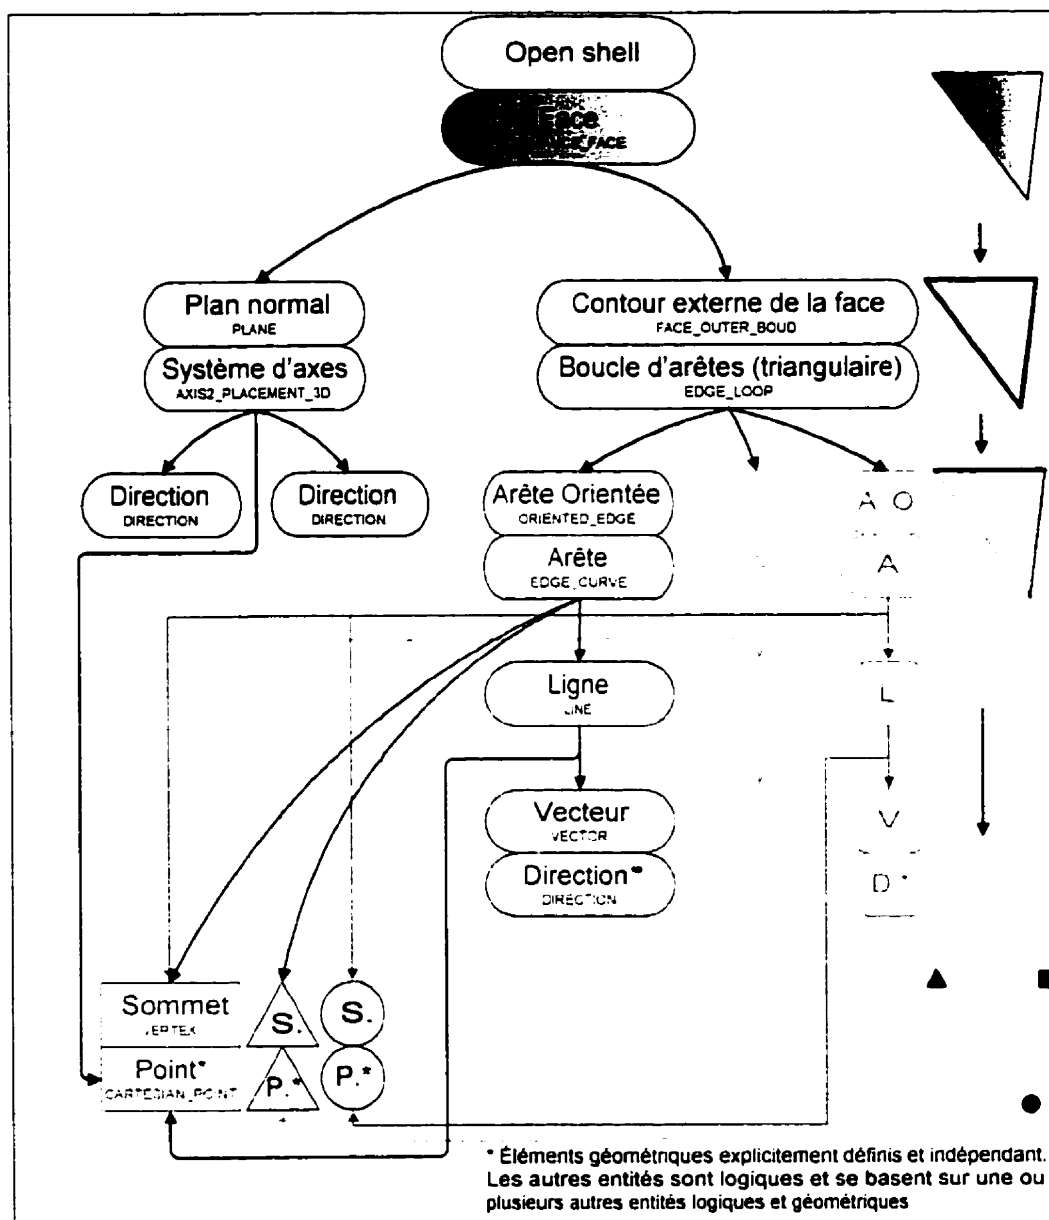 Open shell
Face
Plan normal
PLANE
Système d'axes
AXIS2_PLACEMENT_3D
Contour externe de la face
FACE_OUTER_BOUD
Boucle d'arêtes (triangulaire)
EDGE_LOOP
Direction
DIRECTION
Direction
DIRECTION
Arête Orientée
ORIENTED_EDGE
Arête
EDGE_CURVE
A O
A
Ligne
LINE
L
Vecteur
VECTOR
Direction*
DIRECTION
V
D *
Sommet
VERTEX
S.
S.
Point*
CARTESIAN_POINT
P.*
P.*
* Éléments géométriques explicitement définis et indépendant.
Les autres entités sont logiques et se basent sur une ou
plusieurs autres entités logiques et géométriques